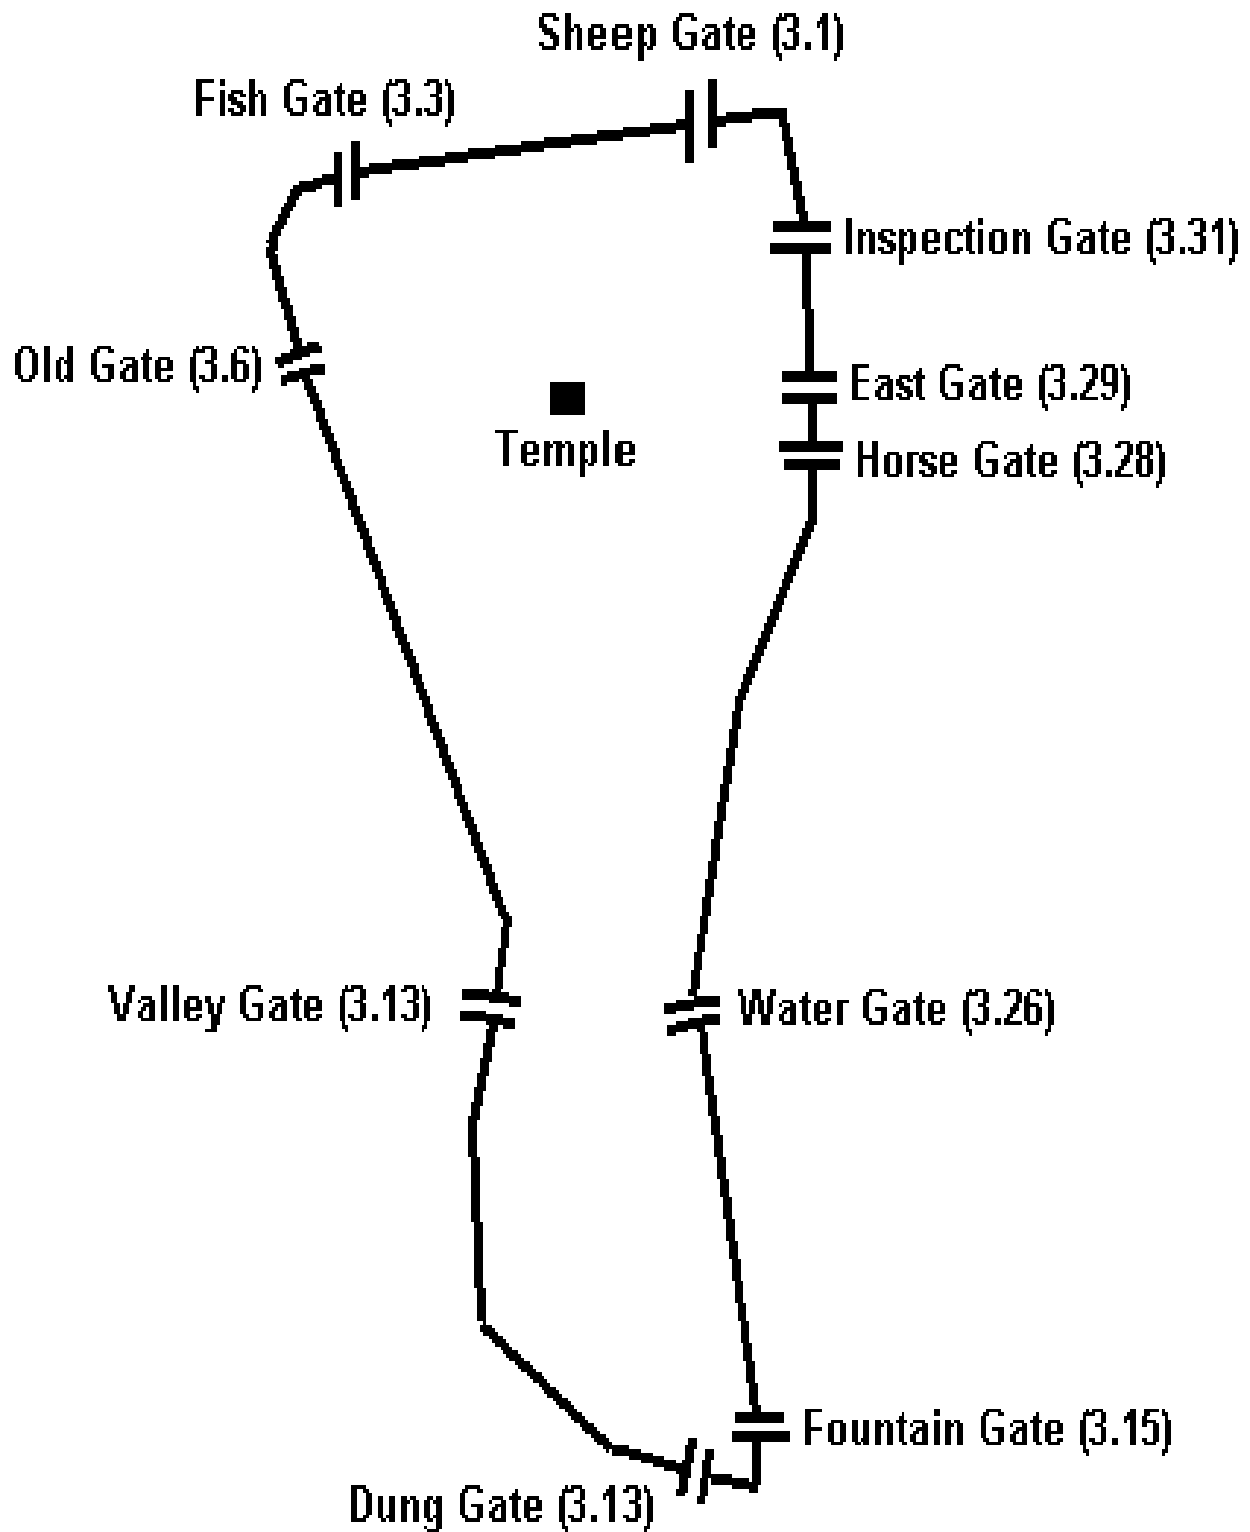 Sheep Gate (3.1)
Fish Gate (3.3)
Inspection Gate (3.31)
Old Gate (3.6)
East Gate (3.29)
Temple
Horse Gate (3.28)
Valley Gate (3.13)
Water Gate (3.26)
Fountain Gate (3.15)
Dung Gate (3.13)